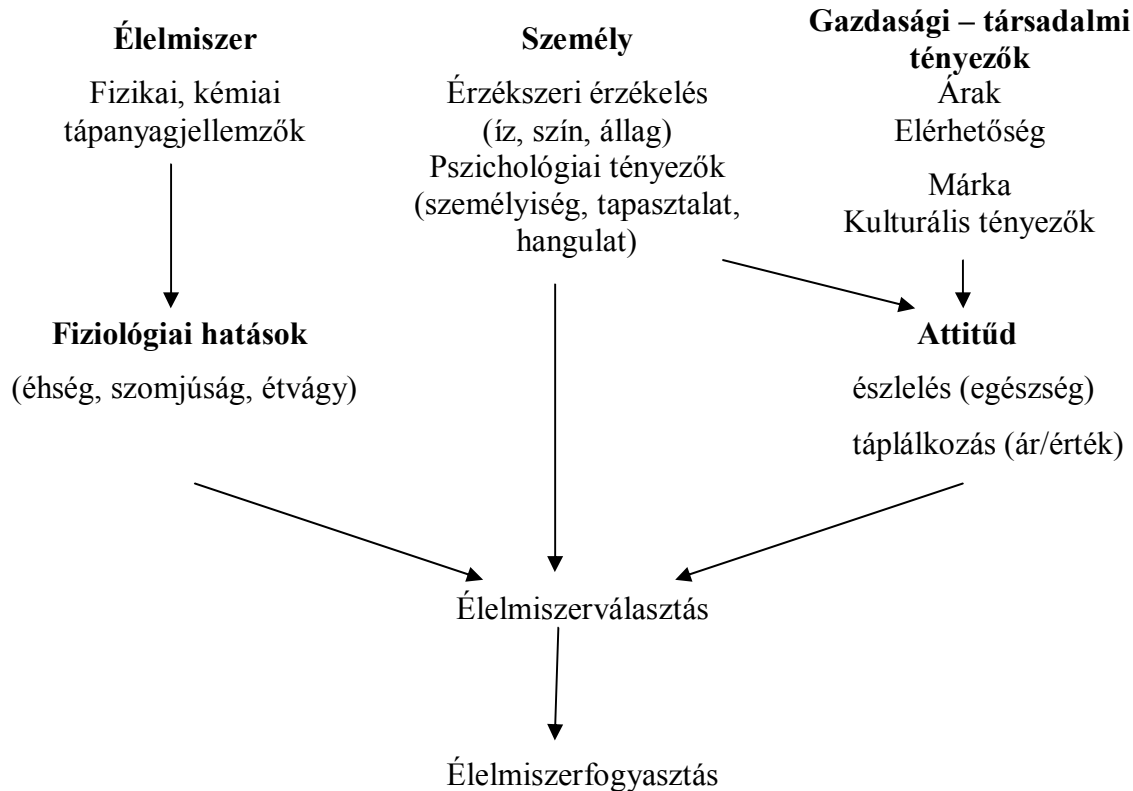 Élelmiszer
Fizikai, kémiai
tápanyagjellemzők
Személy
Érzékszeri érzékelés
(íz, szín, állag)
Pszichológiai tényezők
(személyiség, tapasztalat,
hangulat)
Gazdasági – társadalmi
tényezők
Árak
Elérhetőség
Márka
Kulturális tényezők
Fiziológiai hatások
(éhség, szomjúság, étvágy)
Attitűd
észlelés (egészség)
táplálkozás (ár/érték)
Élelmiszerválasztás
Élelmiszerfogyasztás